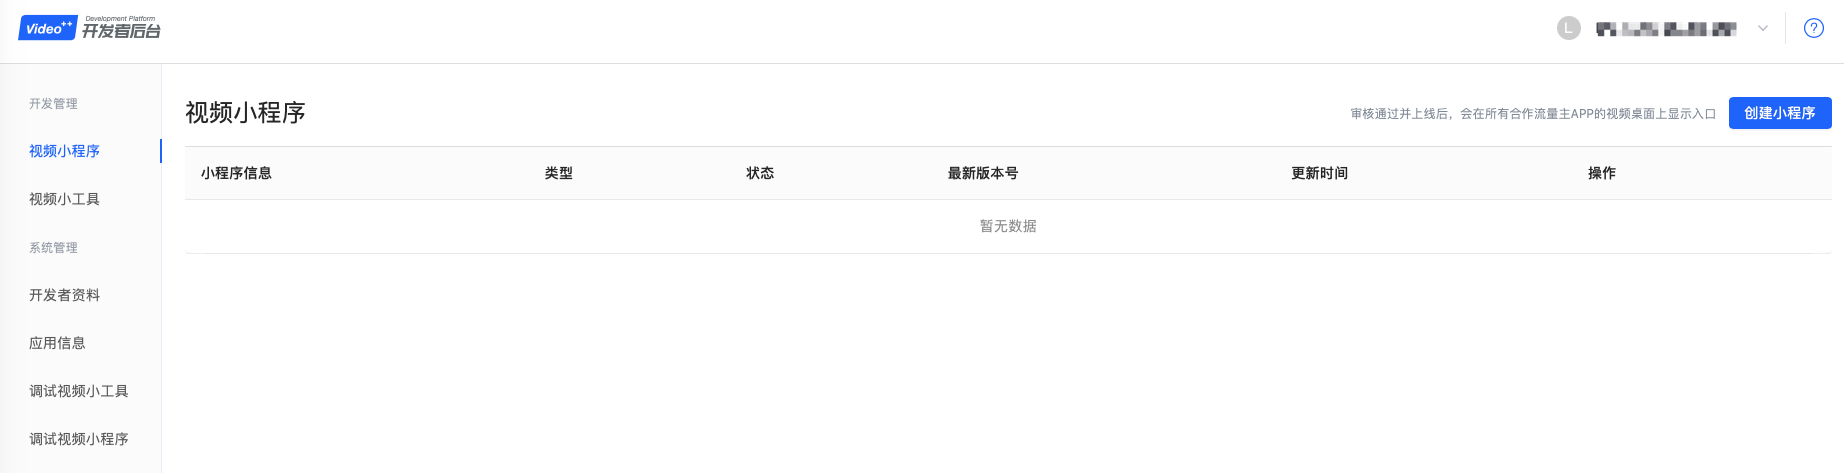 Video++
Development Platform
开发者后台
L
?
开发管理
视频小程序
视频小工具
系统管理
开发者资料
应用信息
调试视频小工具
调试视频小程序
视频小程序
审核通过并上线后，会在所有合作流量主APP的视频桌面上显示入口
创建小程序
小程序信息 类型 状态 最新版本号 更新时间 操作
暂无数据